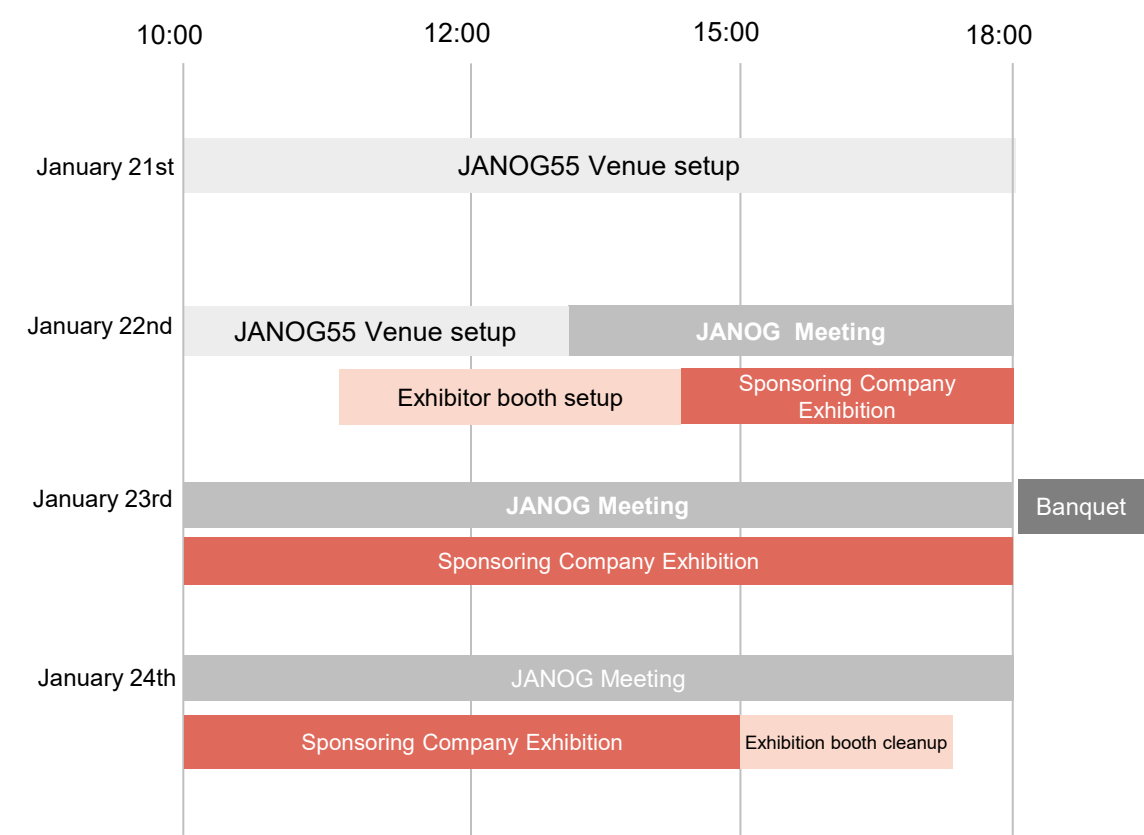 10:00
12:00
15:00
18:00
January 21st
JANOG55 Venue setup
January 22nd
JANOG55 Venue setup
JANOG  Meeting
Exhibitor booth setup
Sponsoring Company
Exhibition
January 23rd
JANOG Meeting
Banquet
Sponsoring Company Exhibition
January 24th
JANOG Meeting
Sponsoring Company Exhibition
Exhibition booth cleanup